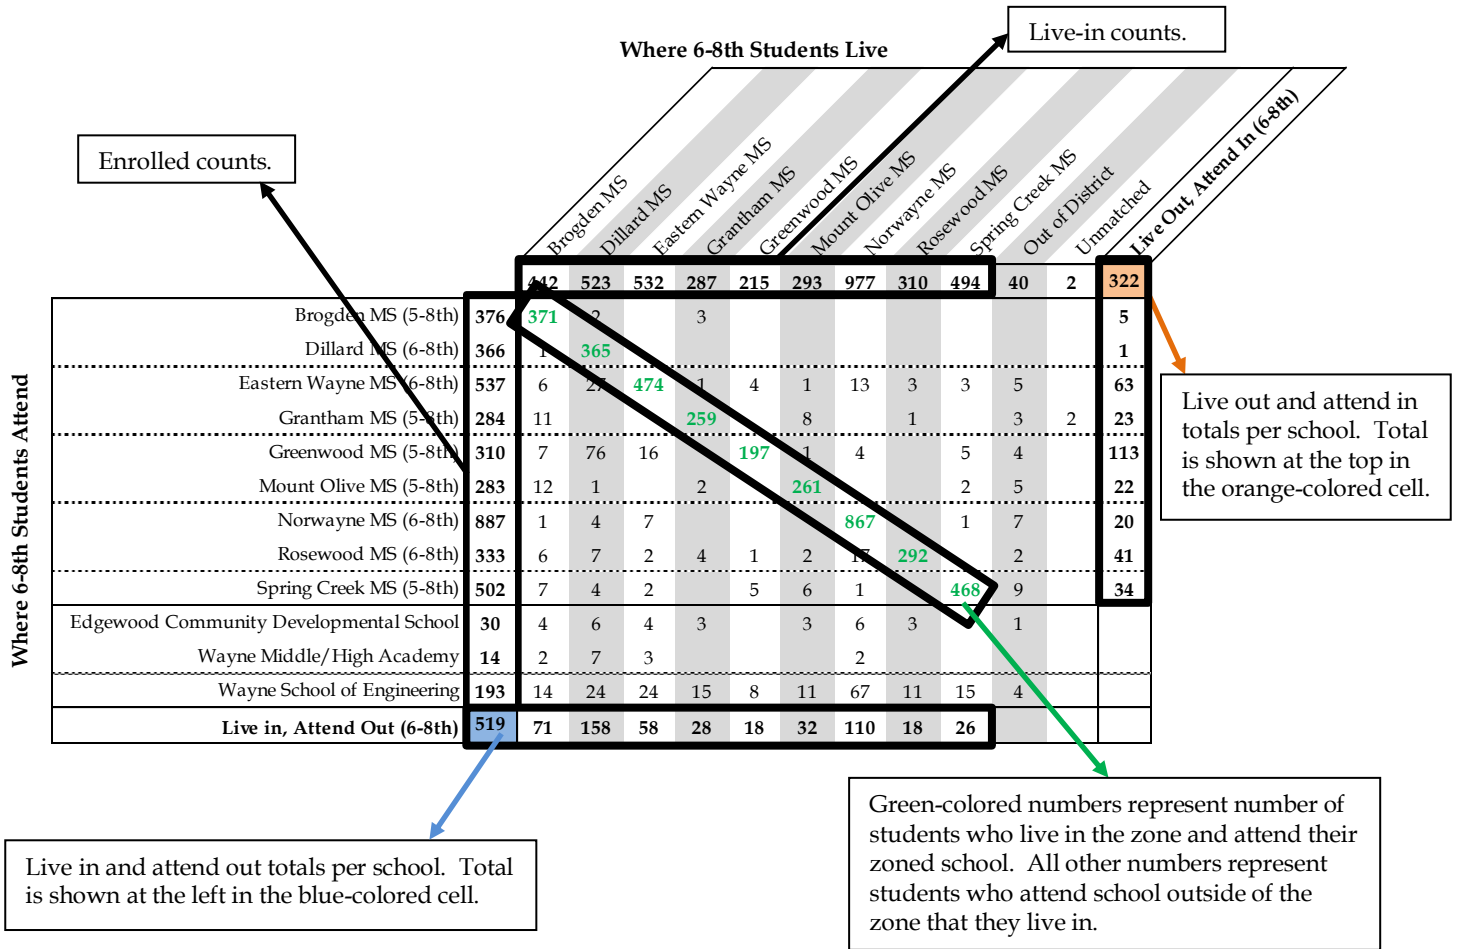 Where 6-8th Students Live
Live-in counts.
Enrolled counts.
Brogden MS
Dillard MS
Eastern Wayne MS
Grantham MS
Greenwood MS
Mount Olive MS
Norwayne MS
Rosewood MS
Spring Creek MS
Out of District
Unmatched
Live Out, Attend In (6-8th)
442 523 532 287 215 293 977 310 494 40 2 322
Where 6-8th Students Attend
Brogden MS (5-8th) 376 371 2 3 5
Dillard MS (6-8th) 366 1 365 1
Eastern Wayne MS (6-8th) 537 6 27 474 1 4 1 13 3 3 5 63
Grantham MS (5-8th) 284 11 259 8 1 3 2 23
Greenwood MS (5-8th) 310 7 76 16 197 1 4 5 4 113
Mount Olive MS (5-8th) 283 12 1 2 261 2 5 22
Norwayne MS (6-8th) 887 1 4 7 867 1 7 20
Rosewood MS (6-8th) 333 6 7 2 4 1 2 17 292 2 41
Spring Creek MS (5-8th) 502 7 4 2 5 6 1 468 9 34
Edgewood Community Developmental School 30 4 6 4 3 3 6 3 1
Wayne Middle/High Academy 14 2 7 3 2
Wayne School of Engineering 193 14 24 24 15 8 11 67 11 15 4
Live in, Attend Out (6-8th) 519 71 158 58 28 18 32 110 18 26
Live out and attend in
totals per school. Total
is shown at the top in
the orange-colored cell.
Live in and attend out totals per school. Total
is shown at the left in the blue-colored cell.
Green-colored numbers represent number of
students who live in the zone and attend their
zoned school. All other numbers represent
students who attend school outside of the
zone that they live in.